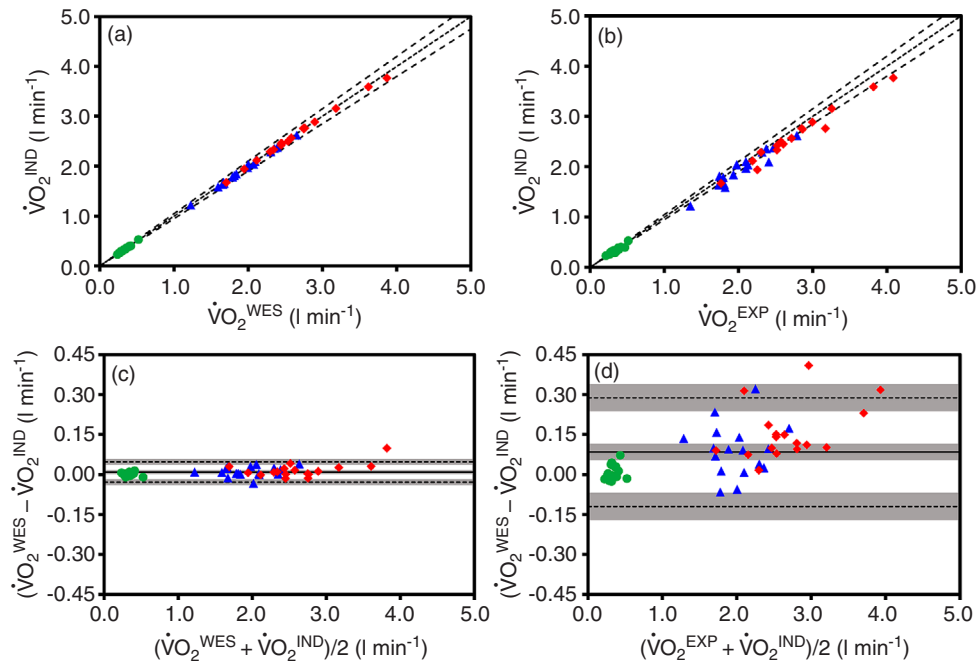 (a)
5.0
4.0
3.0
2.0
1.0
0.0
V̇O₂ᴵᴺᴰ (l min⁻¹)
0.0 1.0 2.0 3.0 4.0 5.0
V̇O₂ᵂᴱˢ (l min⁻¹)
(b)
5.0
4.0
3.0
2.0
1.0
0.0
V̇O₂ᴵᴺᴰ (l min⁻¹)
0.0 1.0 2.0 3.0 4.0 5.0
V̇O₂ᴱˣᴾ (l min⁻¹)
(c)
0.45
0.30
0.15
0.00
-0.15
-0.30
-0.45
(V̇O₂ᵂᴱˢ – V̇O₂ᴵᴺᴰ (l min⁻¹)
0.0 1.0 2.0 3.0 4.0 5.0
(V̇O₂ᵂᴱˢ + V̇O₂ᴵᴺᴰ)/2 (l min⁻¹)
(d)
0.45
0.30
0.15
0.00
-0.15
-0.30
-0.45
(V̇O₂ᵂᴱˢ – V̇O₂ᴵᴺᴰ (l min⁻¹)
0.0 1.0 2.0 3.0 4.0 5.0
(V̇O₂ᴱˣᴾ + V̇O₂ᴵᴺᴰ)/2 (l min⁻¹)